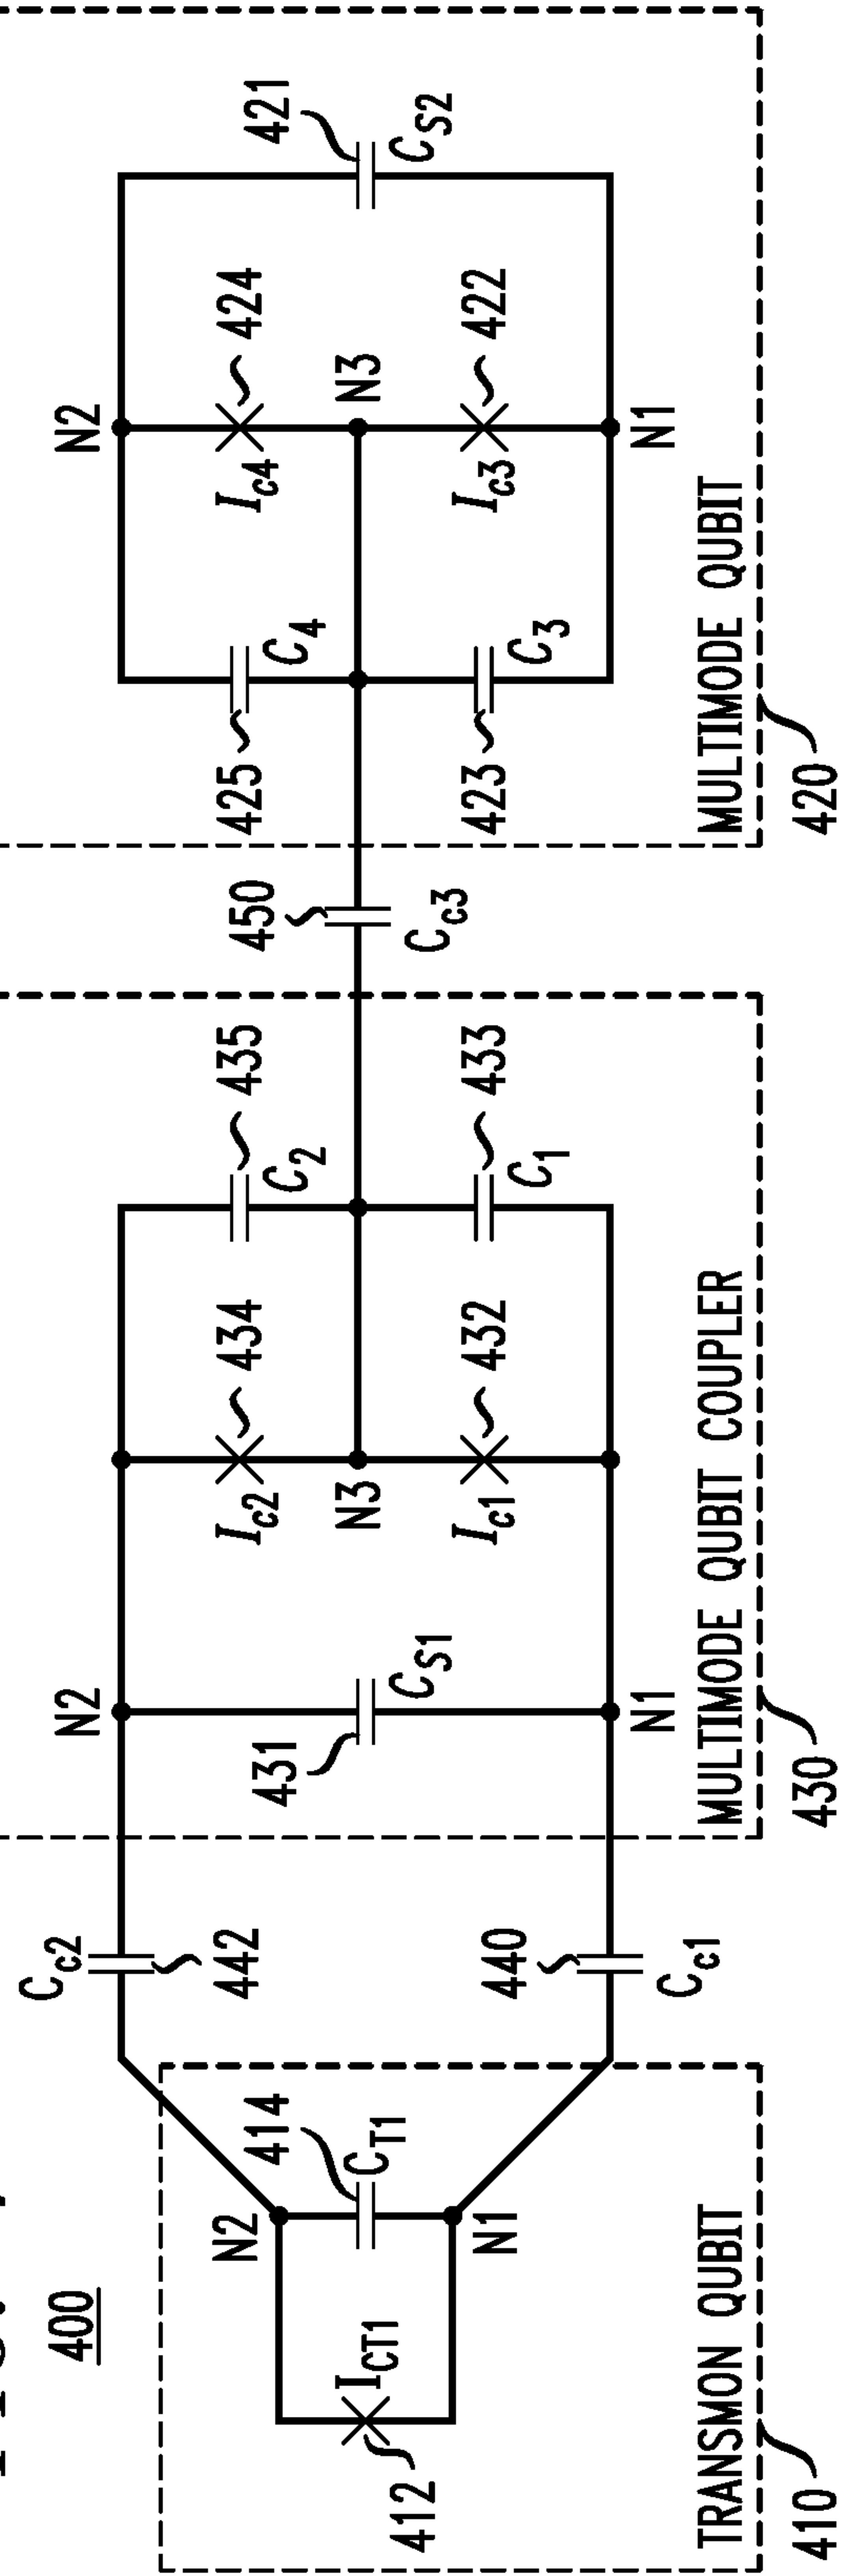 400
TRANSMON QUBIT
410
412
I_CT1
414
C_T1
N2
N1
C_c2
442
440
C_c1
MULTIMODE QUBIT COUPLER
430
N2
N1
431
C_S1
I_c2
434
N3
I_c1
432
C_2
435
C_1
433
450
C_c3
MULTIMODE QUBIT
420
425
C_4
423
C_3
N2
I_c4
424
N3
I_c3
422
N1
421
C_S2